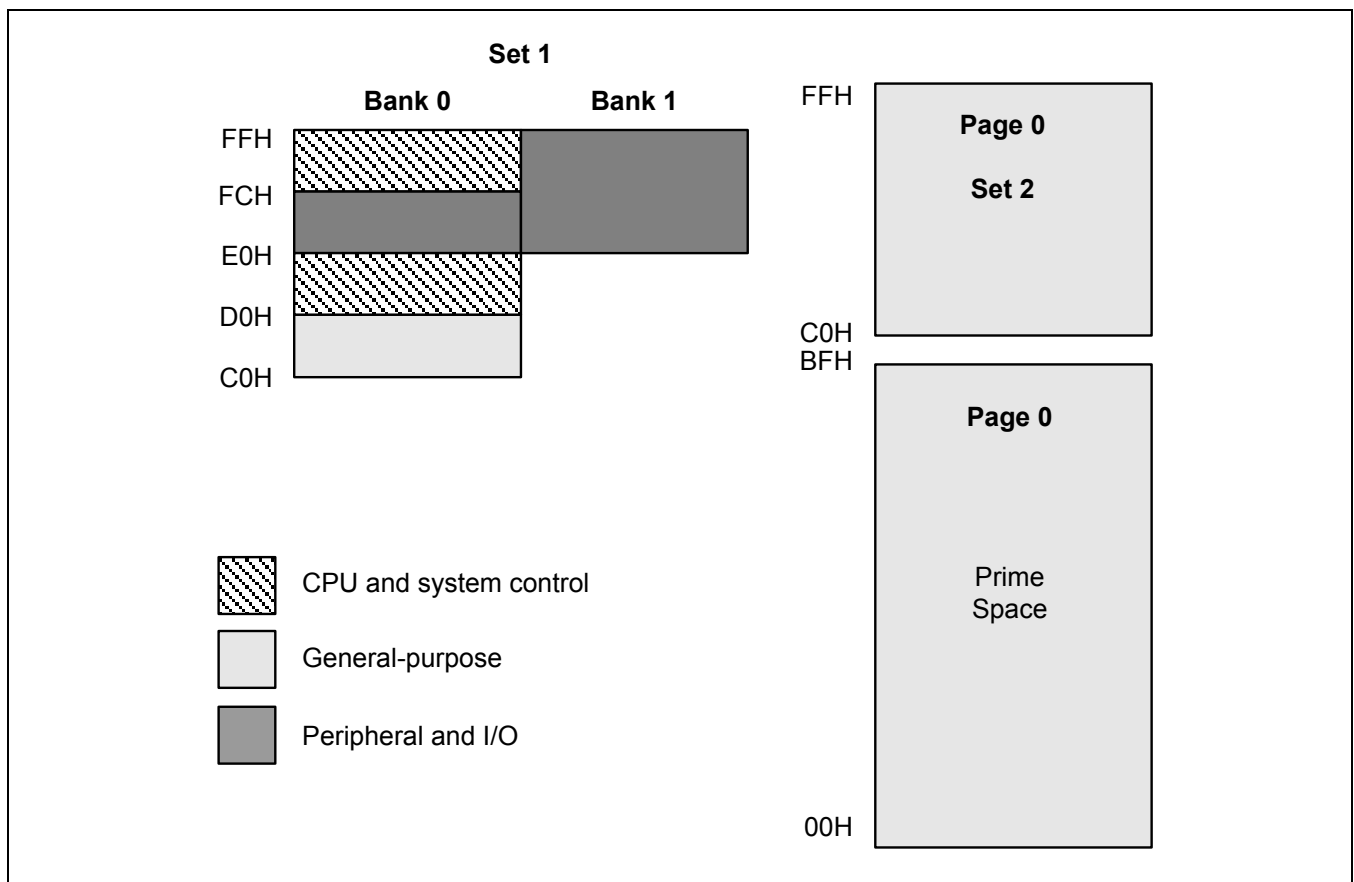 Set 1
Bank 0
Bank 1
FFH
FCH
E0H
D0H
C0H
FFH
Page 0
Set 2
C0H
BFH
Page 0
Prime
Space
00H
CPU and system control
General-purpose
Peripheral and I/O